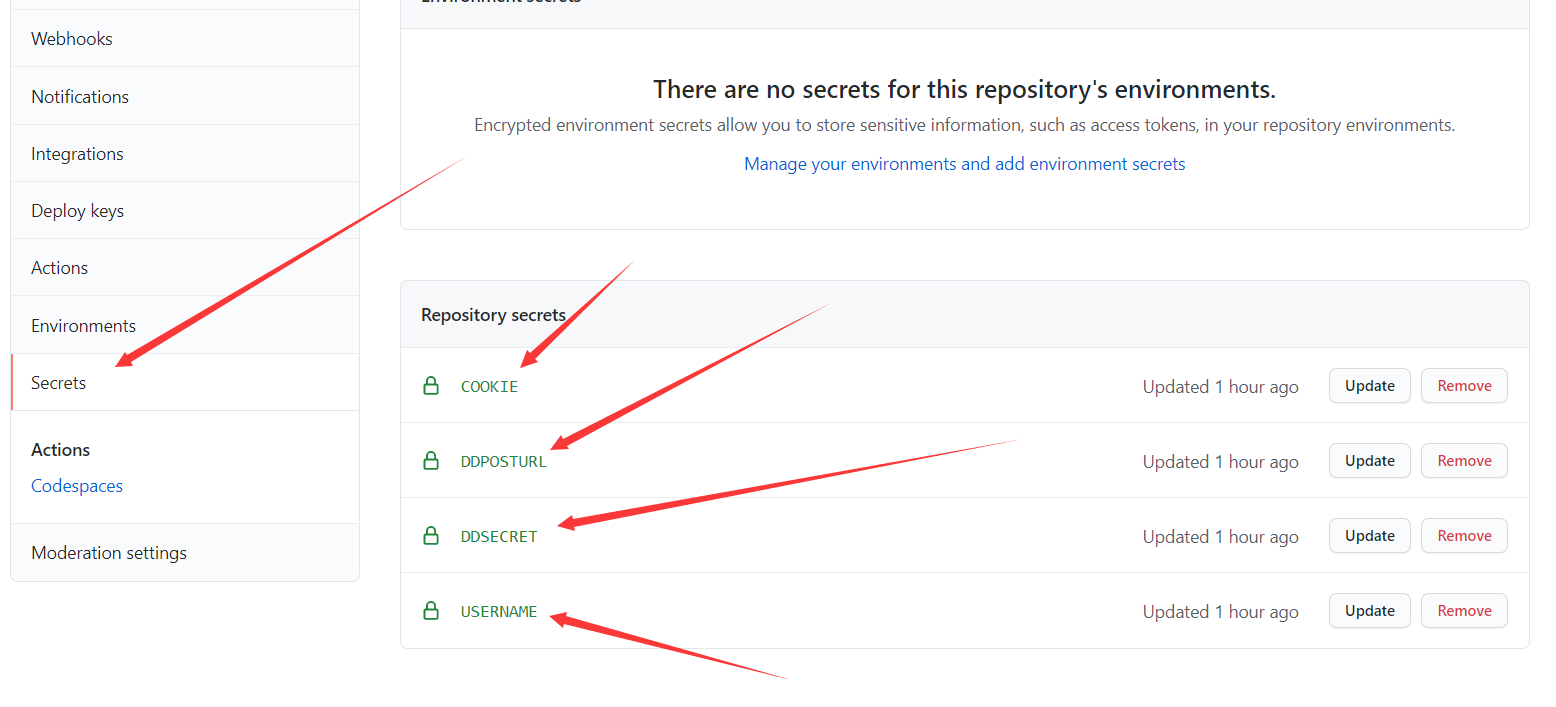 Webhooks
Notifications
Integrations
Deploy keys
Actions
Environments
Secrets
Actions
Codespaces
Moderation settings
Environment secrets
There are no secrets for this repository's environments.
Encrypted environment secrets allow you to store sensitive information, such as access tokens, in your repository environments.
Manage your environments and add environment secrets
Repository secrets
COOKIE Updated 1 hour ago Update Remove
DDPOSTURL Updated 1 hour ago Update Remove
DDSECRET Updated 1 hour ago Update Remove
USERNAME Updated 1 hour ago Update Remove